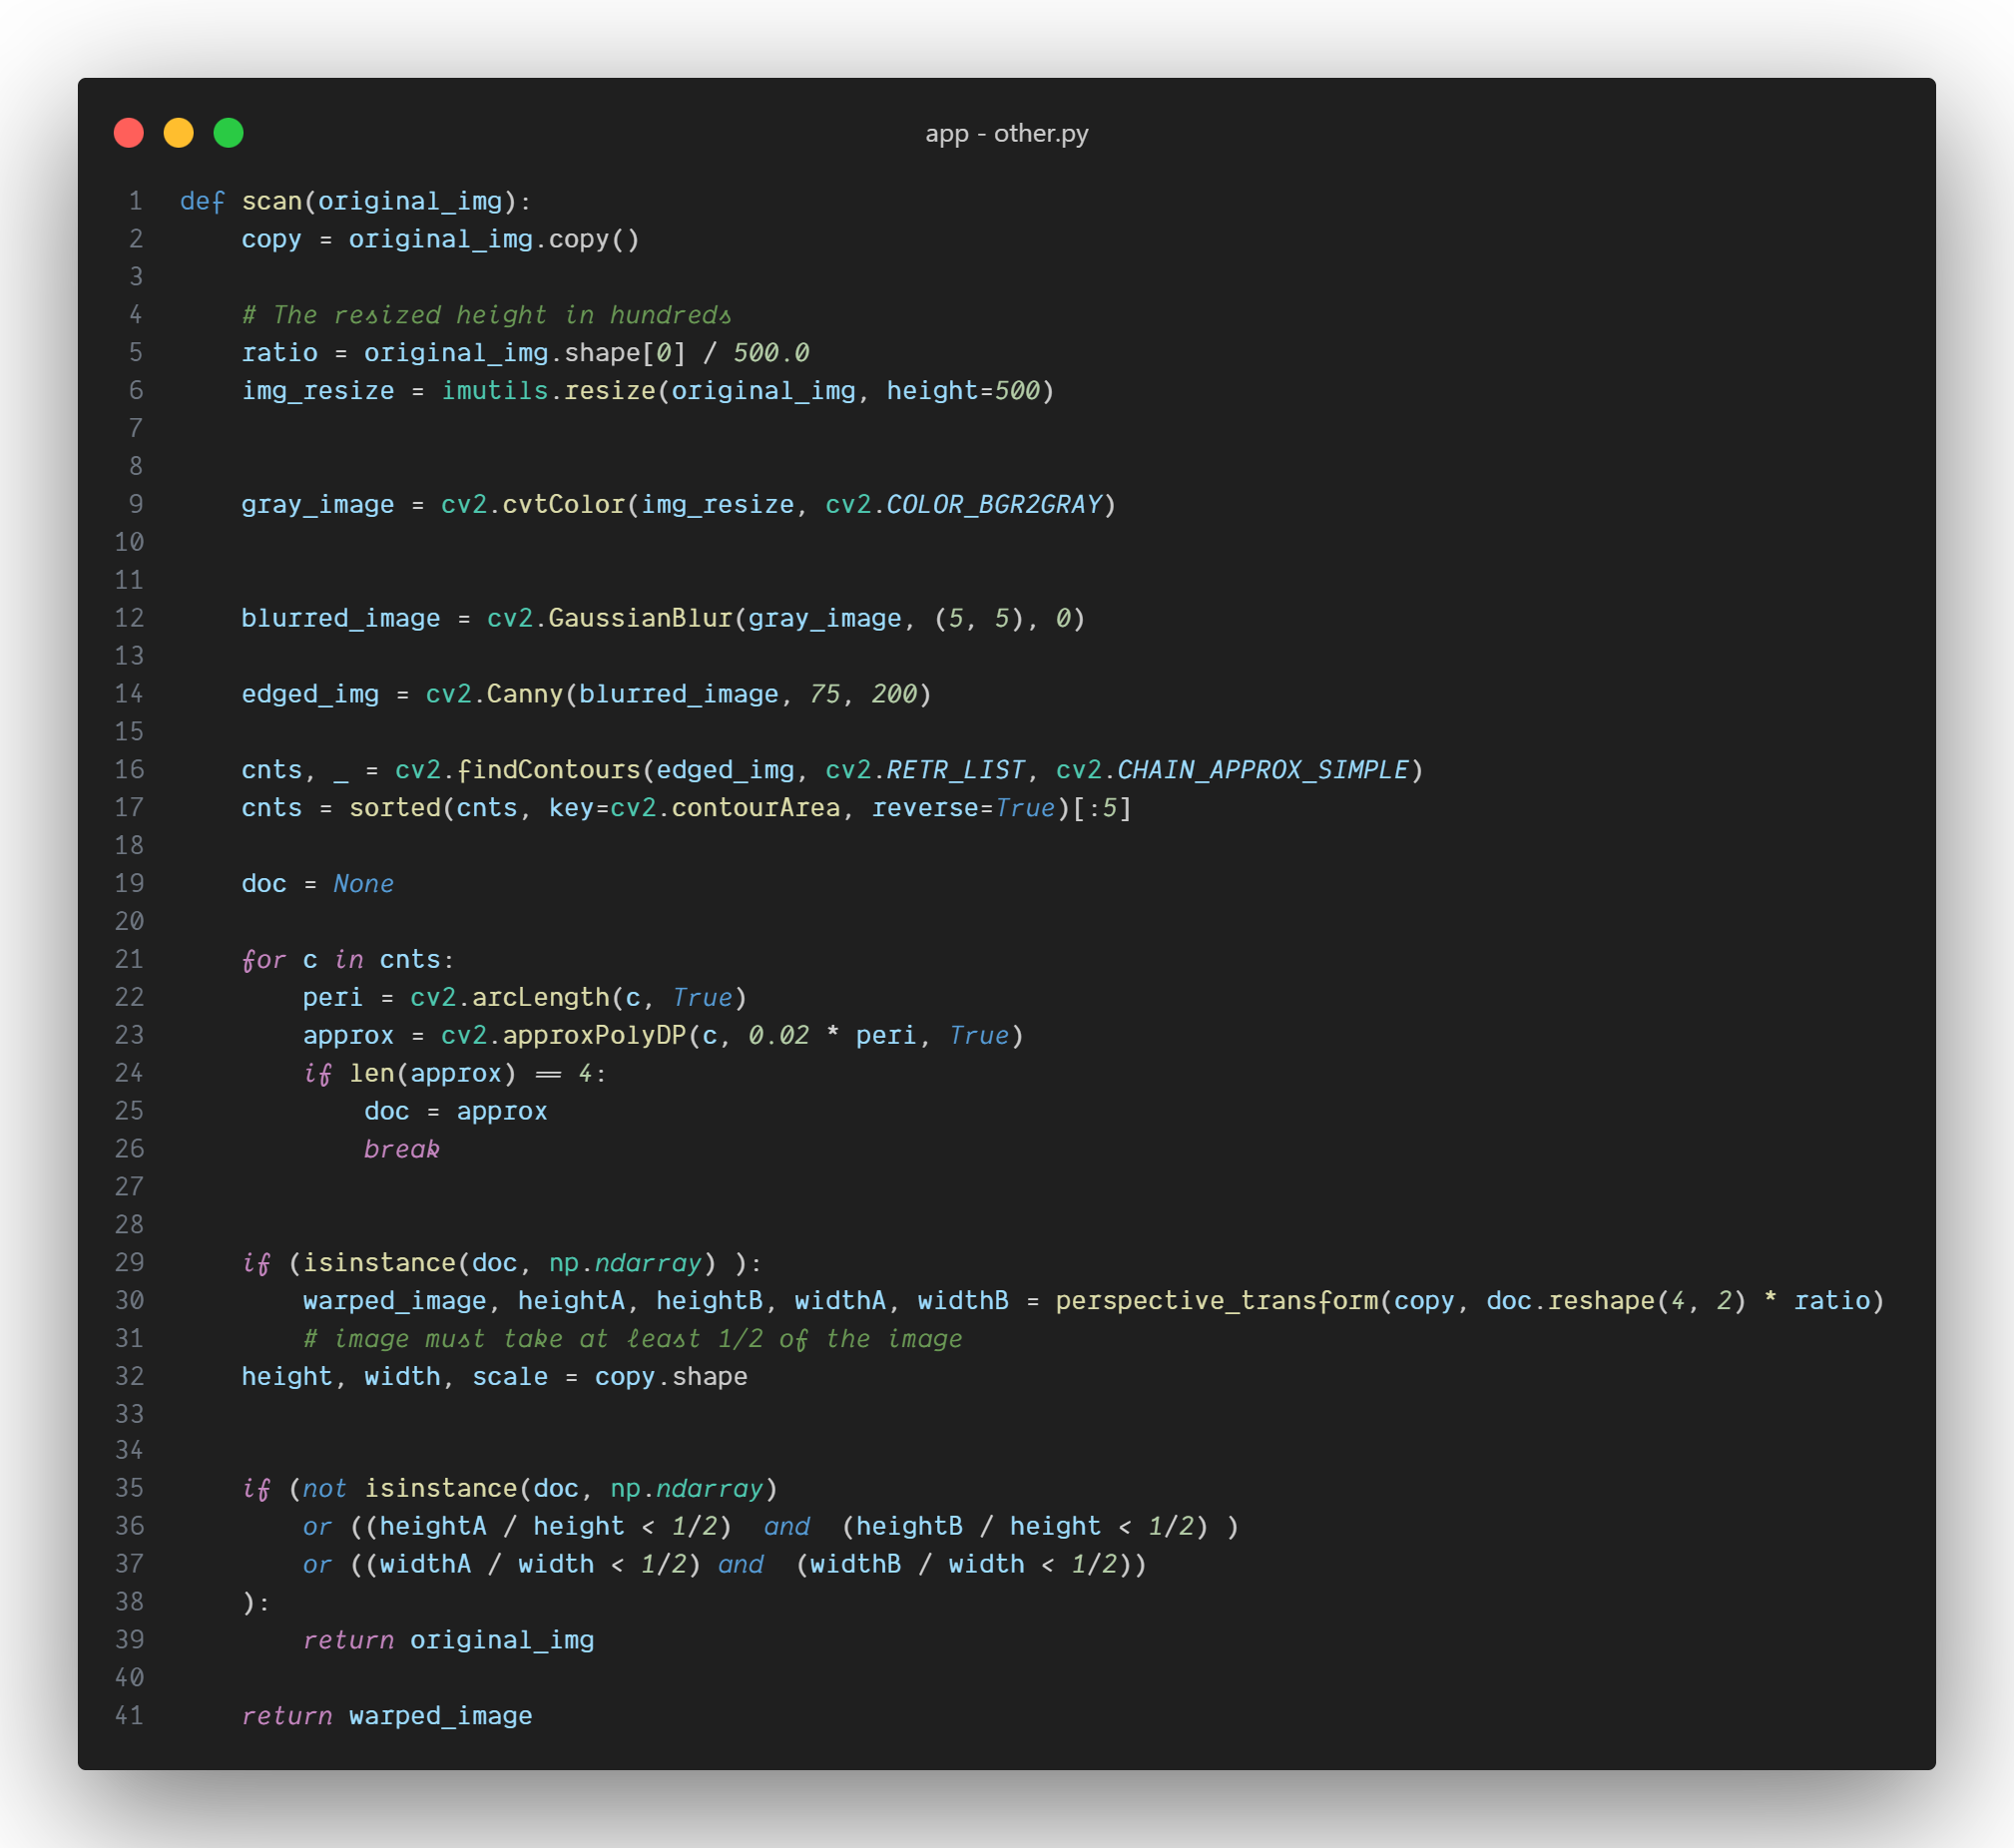 app - other.py
1 def scan(original_img):
2     copy = original_img.copy()
3
4     # The resized height in hundreds
5     ratio = original_img.shape[0] / 500.0
6     img_resize = imutils.resize(original_img, height=500)
7
8
9     gray_image = cv2.cvtColor(img_resize, cv2.COLOR_BGR2GRAY)
10
11
12     blurred_image = cv2.GaussianBlur(gray_image, (5, 5), 0)
13
14     edged_img = cv2.Canny(blurred_image, 75, 200)
15
16     cnts, _ = cv2.findContours(edged_img, cv2.RETR_LIST, cv2.CHAIN_APPROX_SIMPLE)
17     cnts = sorted(cnts, key=cv2.contourArea, reverse=True)[:5]
18
19     doc = None
20
21     for c in cnts:
22         peri = cv2.arcLength(c, True)
23         approx = cv2.approxPolyDP(c, 0.02 * peri, True)
24         if len(approx) == 4:
25             doc = approx
26             break
27
28
29     if (isinstance(doc, np.ndarray) ):
30         warped_image, heightA, heightB, widthA, widthB = perspective_transform(copy, doc.reshape(4, 2) * ratio)
31         # image must take at least 1/2 of the image
32     height, width, scale = copy.shape
33
34
35     if (not isinstance(doc, np.ndarray)
36         or ((heightA / height < 1/2)  and  (heightB / height < 1/2) )
37         or ((widthA / width < 1/2) and  (widthB / width < 1/2))
38     ):
39         return original_img
40
41     return warped_image